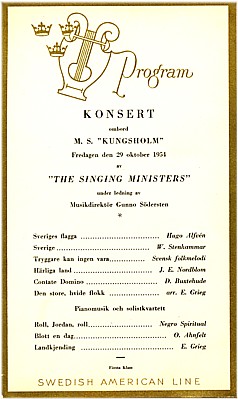 Program
KONSERT
ombord
M. S. "KUNGSHOLM"
Fredagen den 29 oktober 1954
av
"THE SINGING MINISTERS"
under ledning av
Musikdirektör Gunno Södersten
Sveriges flagga Hugo Alfvén
Sverige W. Stenhammar
Tryggare kan ingen vara Svensk folkmelodi
Härliga land J. E. Nordblom
Contate Domino D. Buxtehude
Den store, hvide flokk arr. E. Grieg
Pianomusik och solistkvartett
Roll, Jordan, roll Negro Spiritual
Blott en dag O. Ahnfelt
Landkjending E. Grieg
Första Klass
SWEDISH AMERICAN LINE